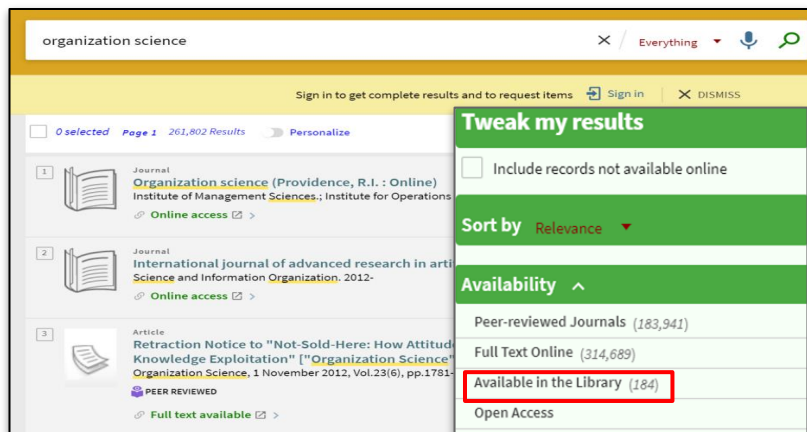 organization science
Everything
Sign in to get complete results and to request items Sign in DISMISS
0 selected Page 1 261,802 Results Personalize
1
Journal
Organization science (Providence, R.I. : Online)
Institute of Management Sciences.; Institute for Operations
Online access
2
Journal
International journal of advanced research in arti
Science and Information Organization. 2012-
Online access
3
Article
Retraction Notice to "Not-Sold-Here: How Attitud
Knowledge Exploitation" ["Organization Science"
Organization Science, 1 November 2012, Vol.23(6), pp.1781-
PEER REVIEWED
Full text available
Tweak my results
Include records not available online
Sort by Relevance
Availability
Peer-reviewed Journals (183,941)
Full Text Online (314,689)
Available in the Library (184)
Open Access